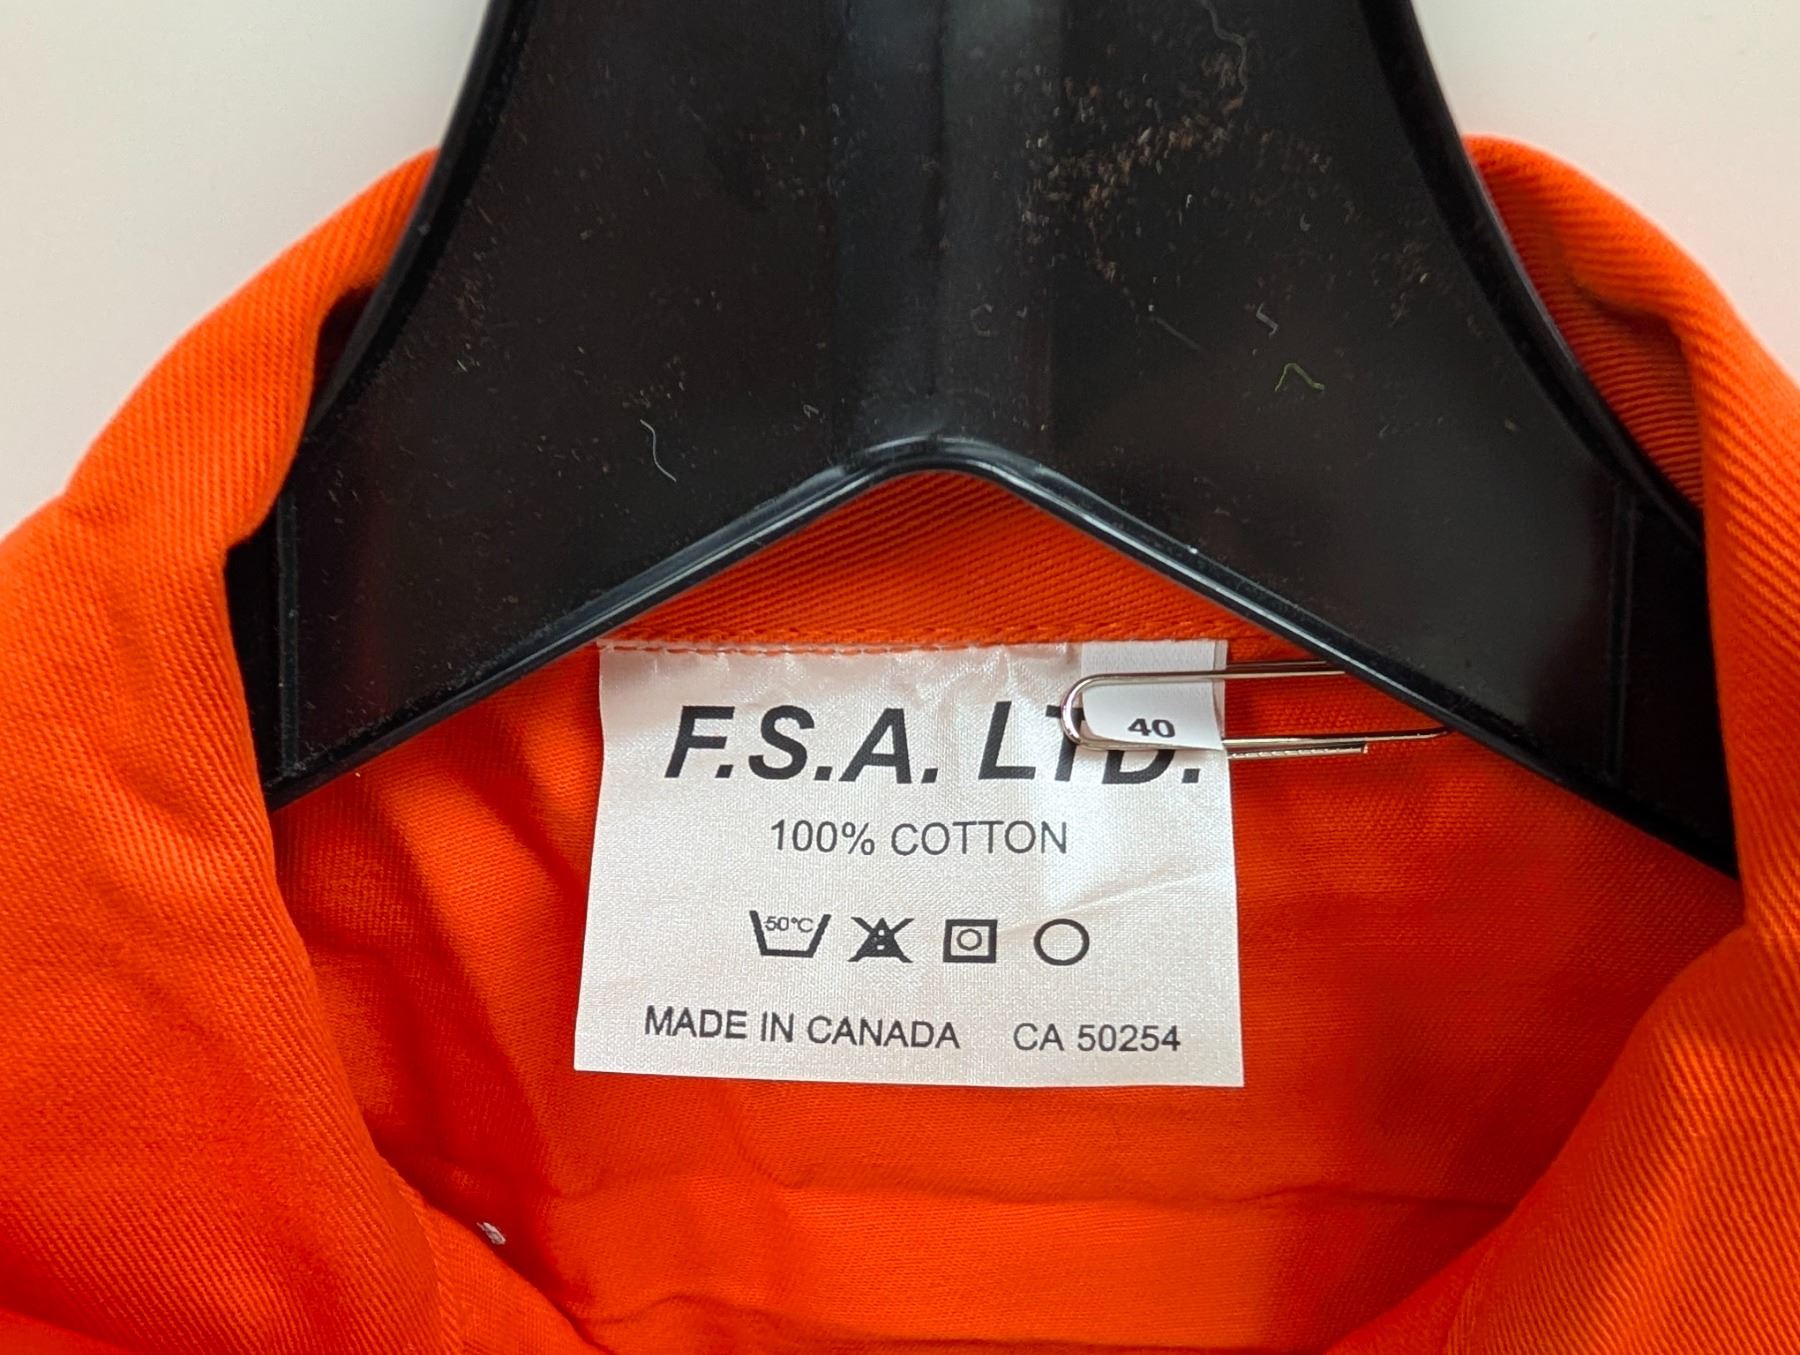 F.S.A. LTD.
40
100% COTTON
50°C
MADE IN CANADA CA 50254